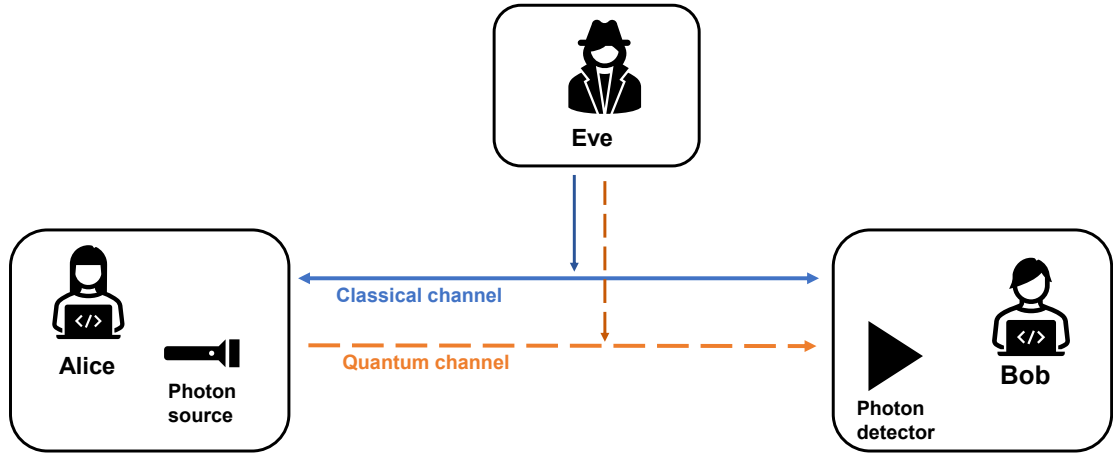 Eve
Classical channel
Alice
Photon
source
Quantum channel
Bob
Photon
detector
</>
</>